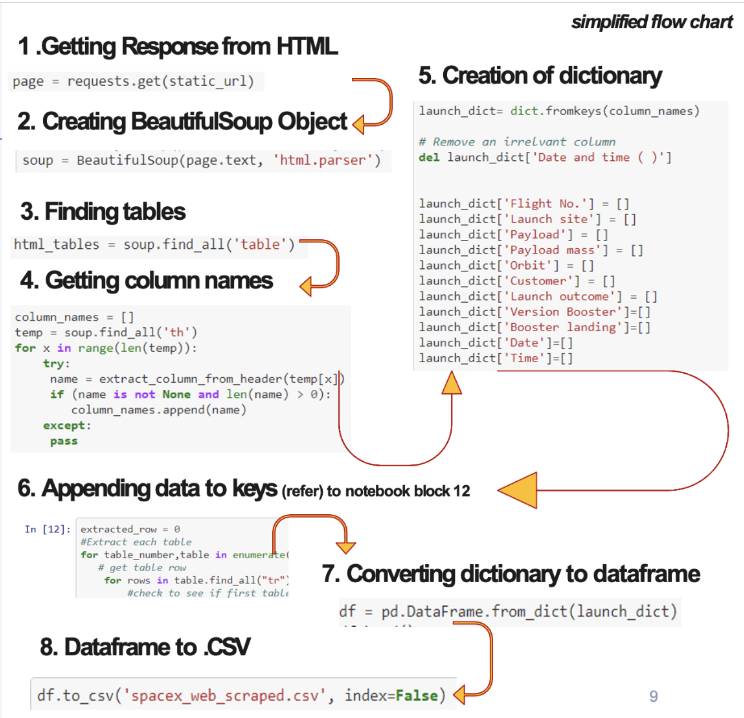 simplified flow chart
1 .Getting Response from HTML
page = requests.get(static_url)
2. Creating BeautifulSoup Object
soup = BeautifulSoup(page.text, 'html.parser')
3. Finding tables
html_tables = soup.find_all('table')
4. Getting column names
column_names = []
temp = soup.find_all('th')
for x in range(len(temp)):
    try:
     name = extract_column_from_header(temp[x])
     if (name is not None and len(name) > 0):
        column_names.append(name)
    except:
     pass
5. Creation of dictionary
launch_dict= dict.fromkeys(column_names)
# Remove an irrelvant column
del launch_dict['Date and time ( )']
launch_dict['Flight No.'] = []
launch_dict['Launch site'] = []
launch_dict['Payload'] = []
launch_dict['Payload mass'] = []
launch_dict['Orbit'] = []
launch_dict['Customer'] = []
launch_dict['Launch outcome'] = []
launch_dict['Version Booster']=[]
launch_dict['Booster landing']=[]
launch_dict['Date']=[]
launch_dict['Time']=[]
6. Appending data to keys (refer) to notebook block 12
In [12]: extracted_row = 0
#Extract each table
for table_number,table in enumerate(
   # get table row
    for rows in table.find_all("tr")
        #check to see if first table
7. Converting dictionary to dataframe
df = pd.DataFrame.from_dict(launch_dict)
8. Dataframe to .CSV
df.to_csv('spacex_web_scraped.csv', index=False)
9